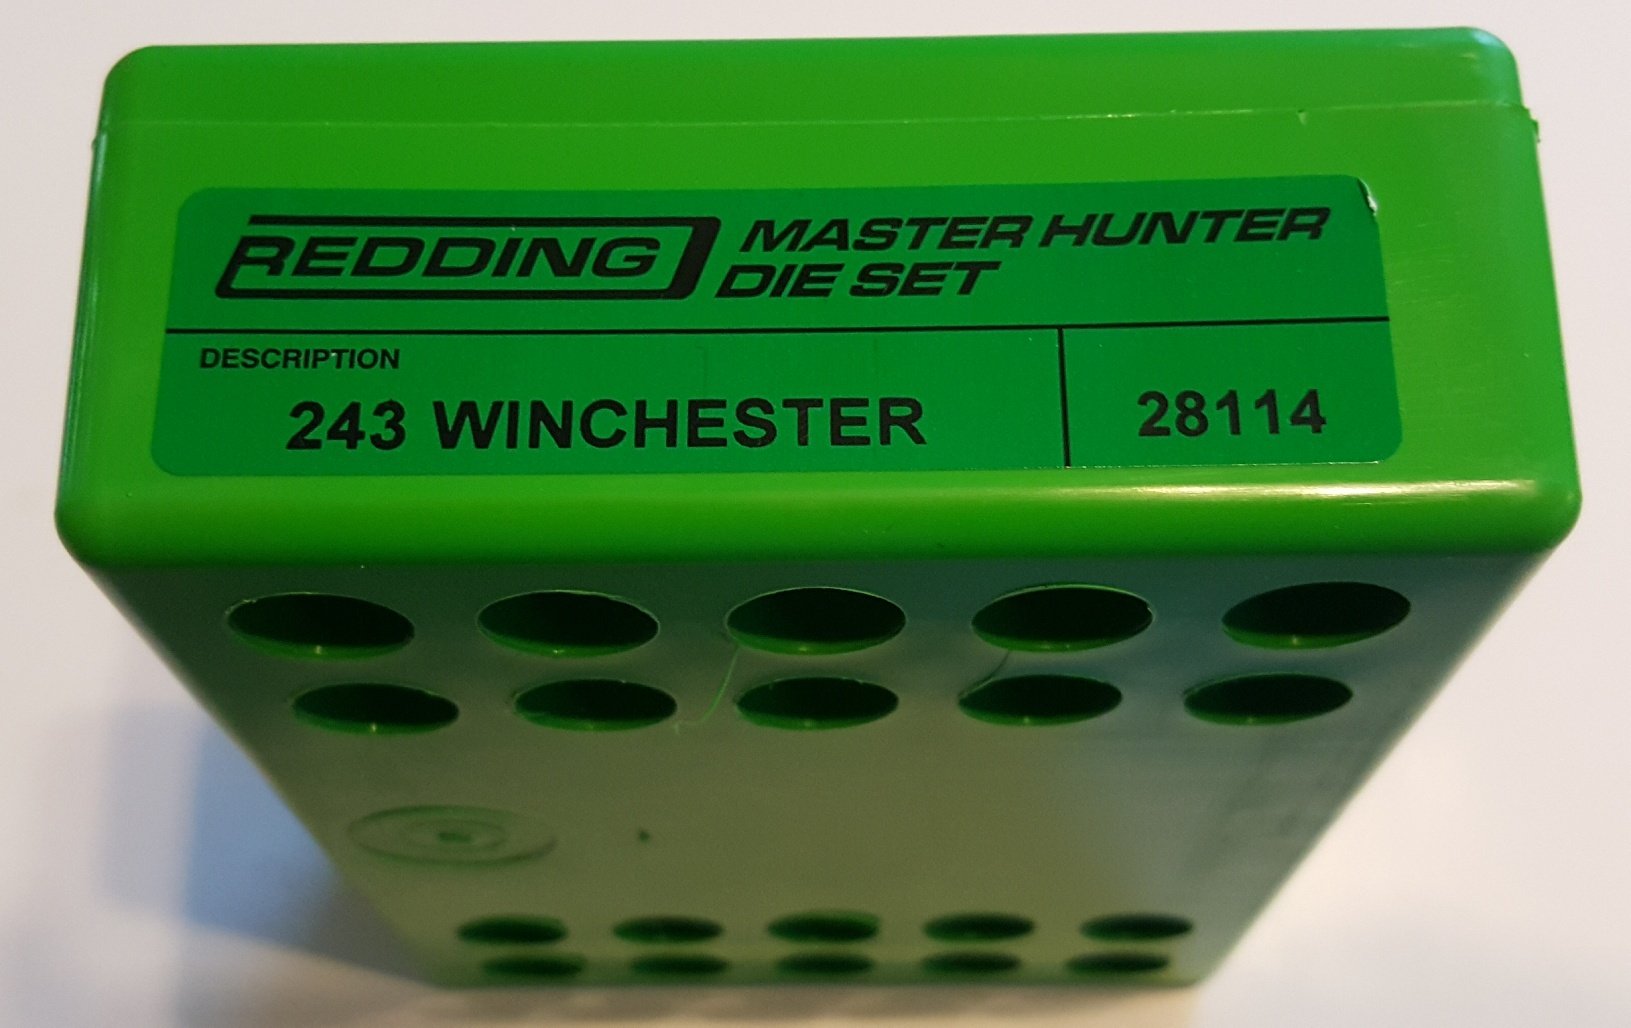 REDDING MASTER HUNTER
DIE SET
DESCRIPTION
243 WINCHESTER 28114